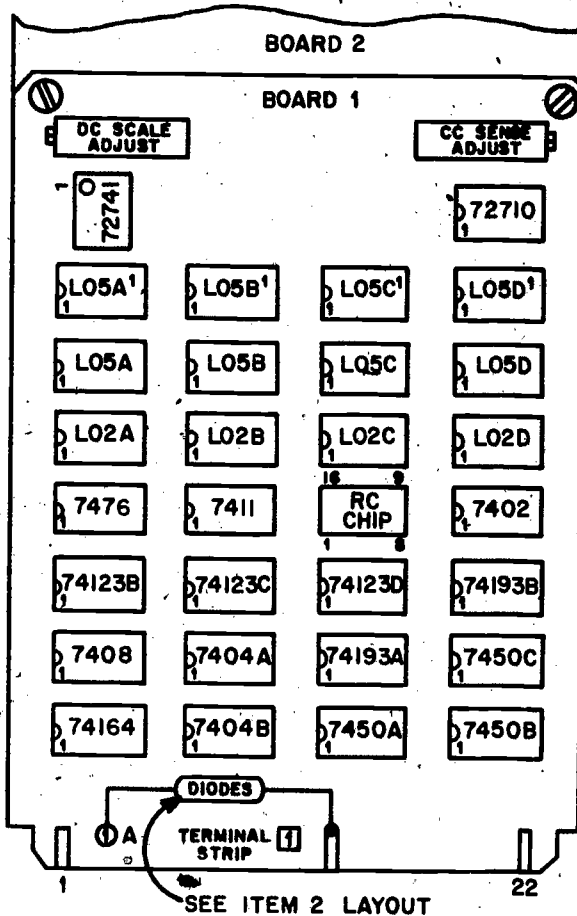 BOARD 2
BOARD 1
DC SCALE
ADJUST
CC SENSE
ADJUST
1
72741
72710
1
L05A¹
1
L05B¹
1
L05C¹
1
L05D¹
1
L05A
1
L05B
1
L05C
1
L05D
1
L02A
1
L02B
1
L02C
1
L02D
1
7476
1
7411
1
16 9
RC
CHIP
1 8
7402
1
74123B
1
74123C
1
74123D
1
74193B
1
7408
1
7404A
1
74193A
1
7450C
1
74164
1
7404B
1
7450A
1
7450B
1
DIODES
1 A
TERMINAL
STRIP
1
1
22
SEE ITEM 2 LAYOUT